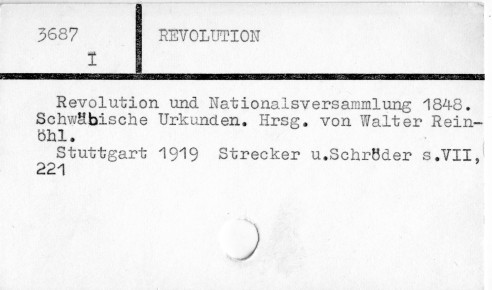 3687 REVOLUTION
I
Revolution und Nationalsversammlung 1848.
Schwäbische Urkunden. Hrsg. von Walter Rein-
öhl.
Stuttgart 1919 Strecker u.Schröder s.VII,
221